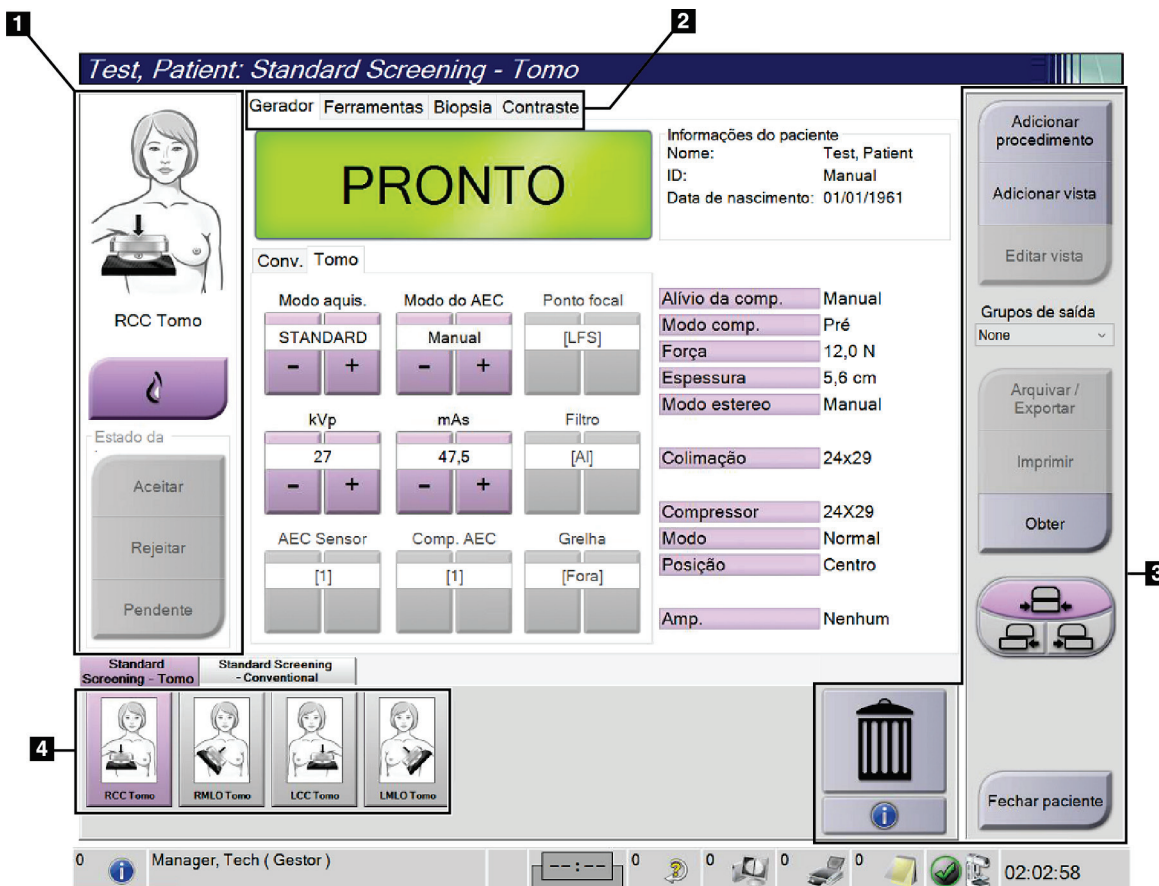 1
2
Test, Patient: Standard Screening - Tomo
Gerador Ferramentas Biopsia Contraste
PRONTO
Informações do paciente
Nome: Test, Patient
ID: Manual
Data de nascimento: 01/01/1961
RCC Tomo
Estado da
Aceitar
Rejeitar
Pendente
Conv. Tomo
Modo aquis. Modo do AEC Ponto focal
STANDARD Manual [LFS]
- + - +
kVp mAs Filtro
27 47,5 [Al]
- + - +
AEC Sensor Comp. AEC Grelha
[1] [1] [Fora]
Alívio da comp. Manual
Modo comp. Pré
Força 12,0 N
Espessura 5,6 cm
Modo estereo Manual
Colimação 24x29
Compressor 24X29
Modo Normal
Posição Centro
Amp. Nenhum
Adicionar
procedimento
Adicionar vista
Editar vista
Grupos de saída
None
Arquivar /
Exportar
Imprimir
Obter
3
Fechar paciente
Standard
Screening - Tomo
Standard Screening
- Conventional
4
RCC Tomo RMLO Tomo LCC Tomo LMLO Tomo
0 Manager, Tech ( Gestor ) --:-- 0 0 0 0 02:02:58